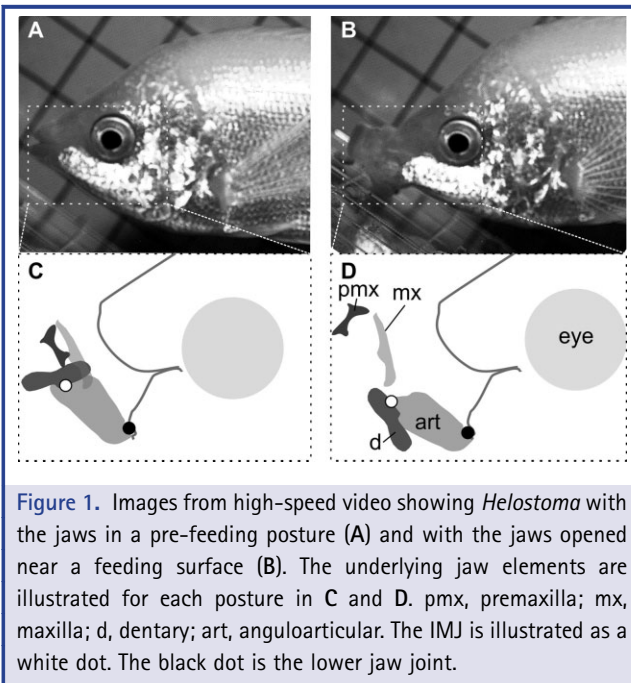 A
B
C
D
pmx
mx
eye
art
d
Figure 1. Images from high-speed video showing Helostoma with
the jaws in a pre-feeding posture (A) and with the jaws opened
near a feeding surface (B). The underlying jaw elements are
illustrated for each posture in C and D. pmx, premaxilla; mx,
maxilla; d, dentary; art, anguloarticular. The IMJ is illustrated as a
white dot. The black dot is the lower jaw joint.